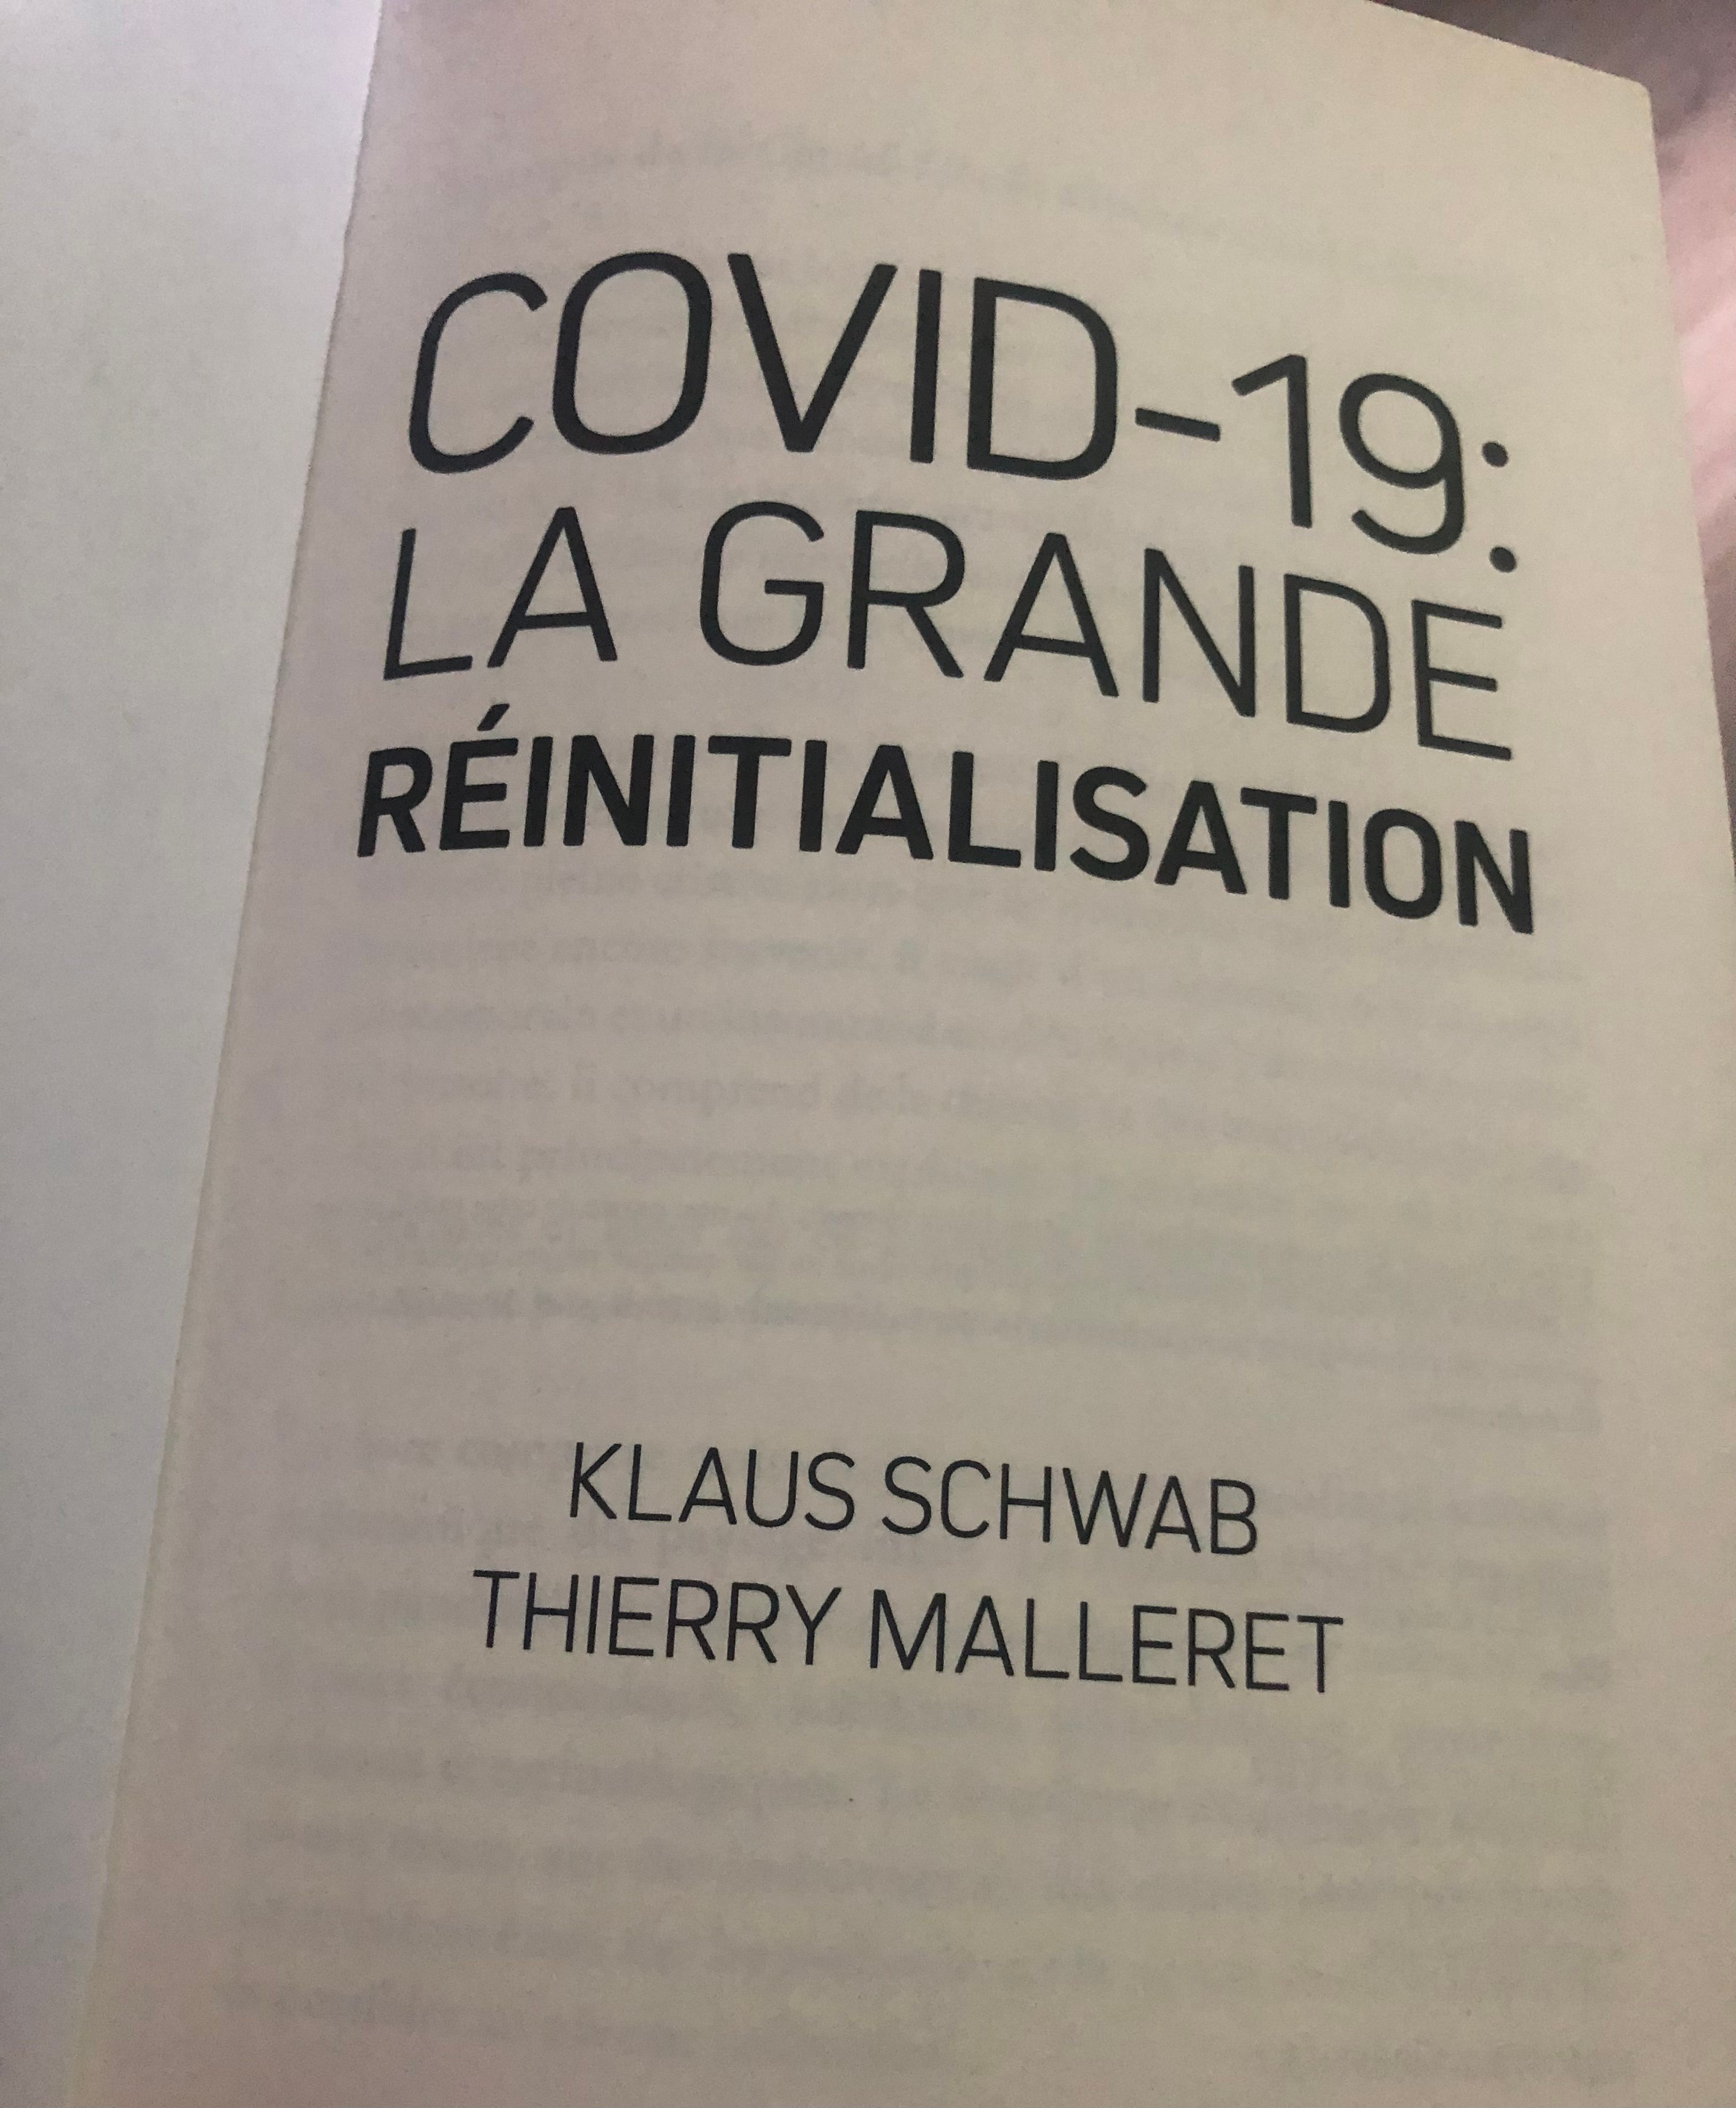 COVID-19:
LA GRANDE
RÉINITIALISATION
KLAUS SCHWAB
THIERRY MALLERET